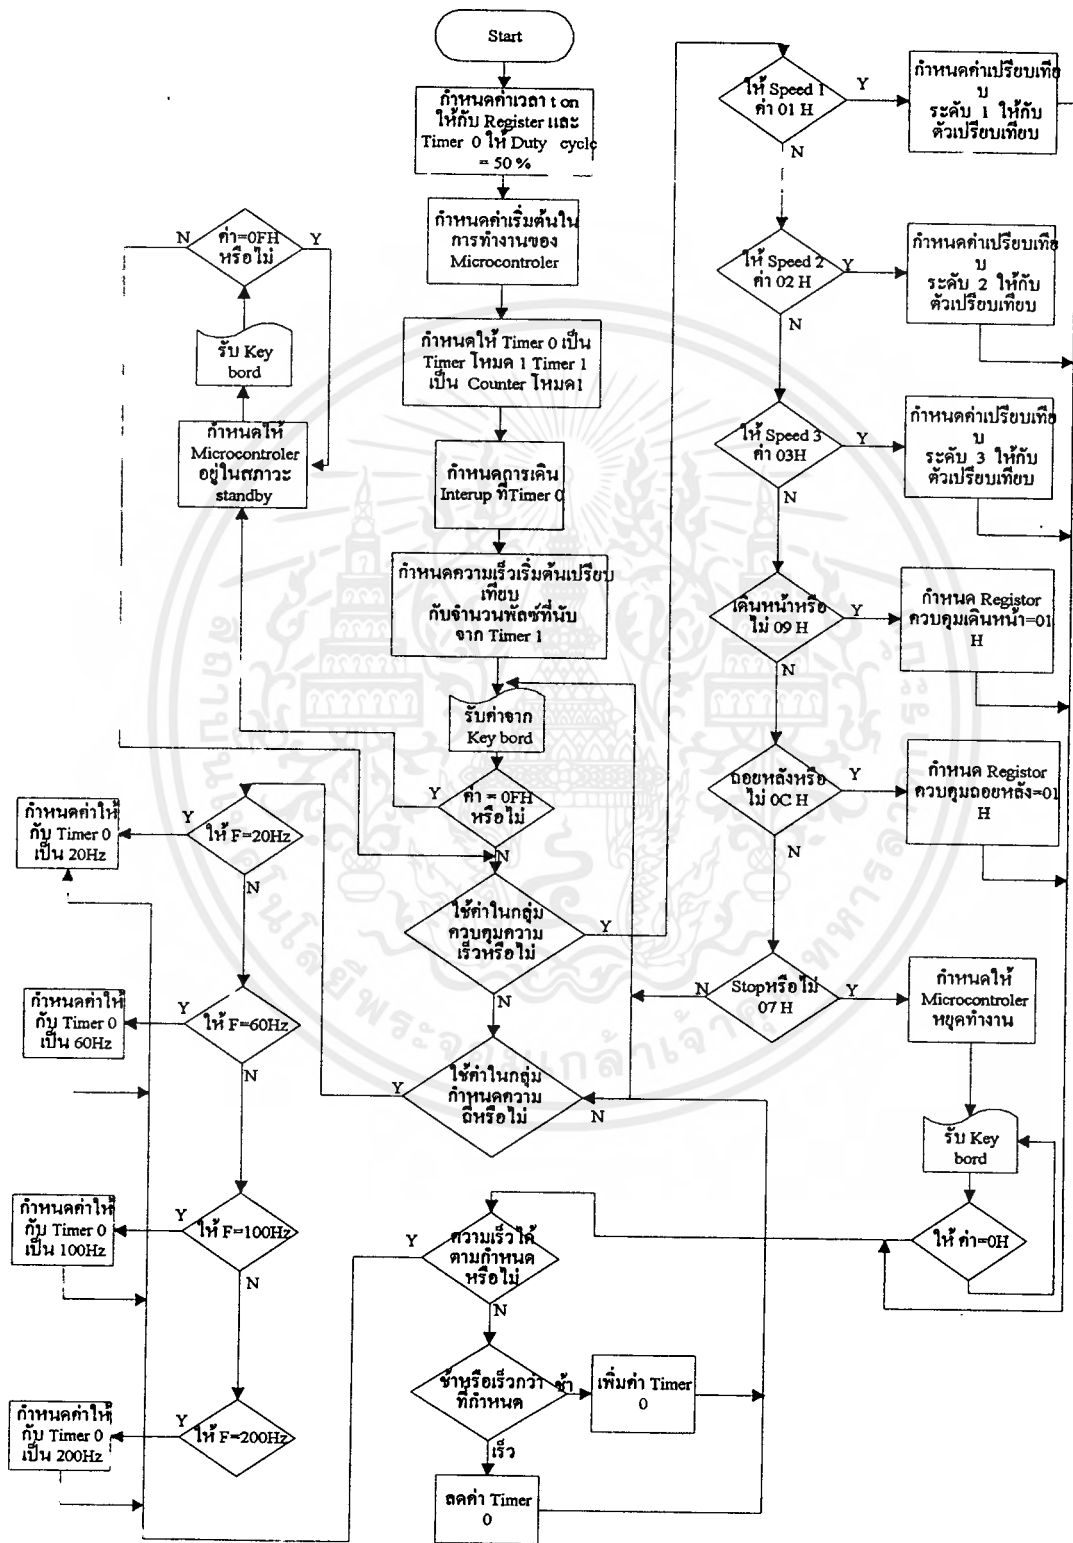 Start
กำหนดค่าเวลา t on
ให้กับ Register และ
Timer 0 ให้ Duty cycle
= 50 %
กำหนดค่าเริ่มต้นใน
การทำงานของ
Microcontroler
กำหนดให้ Timer 0 เป็น
Timer โหมด 1 Timer 1
เป็น Counter โหมด1
กำหนดการเดิน
Interup ที่Timer 0
กำหนดความเร็วเริ่มต้นเปรียบ
เทียบ
กับจำนวนพัลซ์ที่นับ
จาก Timer 1
รับค่าจาก
Key bord
ค่า = 0FH
หรือไม่
Y
N
ใช้ค่าในกลุ่ม
ควบคุมความ
เร็วหรือไม่
Y
N
ใช้ค่าในกลุ่ม
กำหนดความ
ถี่หรือไม่
Y
N
ความเร็วได้
ตามกำหนด
หรือไม่
Y
N
ช้าหรือเร็วกว่า
ที่กำหนด
ช้า
เร็ว
เพิ่มค่า Timer
0
ลดค่า Timer
0
N
ค่า=0FH
หรือไม่
Y
รับ Key
bord
กำหนดให้
Microcontroler
อยู่ในสภาวะ
standby
ให้ F=20Hz
Y
N
กำหนดค่าให้
กับ Timer 0
เป็น 20Hz
ให้ F=60Hz
Y
N
กำหนดค่าให้
กับ Timer 0
เป็น 60Hz
ให้ F=100Hz
Y
N
กำหนดค่าให้
กับ Timer 0
เป็น 100Hz
ให้ F=200Hz
Y
กำหนดค่าให้
กับ Timer 0
เป็น 200Hz
ให้ Speed 1
ค่า 01 H
Y
N
กำหนดค่าเปรียบเทีย
บ
ระดับ 1 ให้กับ
ตัวเปรียบเทียบ
ให้ Speed 2
ค่า 02 H
Y
N
กำหนดค่าเปรียบเทีย
บ
ระดับ 2 ให้กับ
ตัวเปรียบเทียบ
ให้ Speed 3
ค่า 03H
Y
N
กำหนดค่าเปรียบเทีย
บ
ระดับ 3 ให้กับ
ตัวเปรียบเทียบ
เดินหน้าหรือ
ไม่ 09 H
Y
N
กำหนด Registor
ควบคุมเดินหน้า=01
H
ถอยหลังหรือ
ไม่ 0C H
Y
N
กำหนด Registor
ควบคุมถอยหลัง=01
H
Stopหรือไม่
07 H
N
Y
กำหนดให้
Microcontroler
หยุดทำงาน
รับ Key
bord
ให้ ค่า=0H